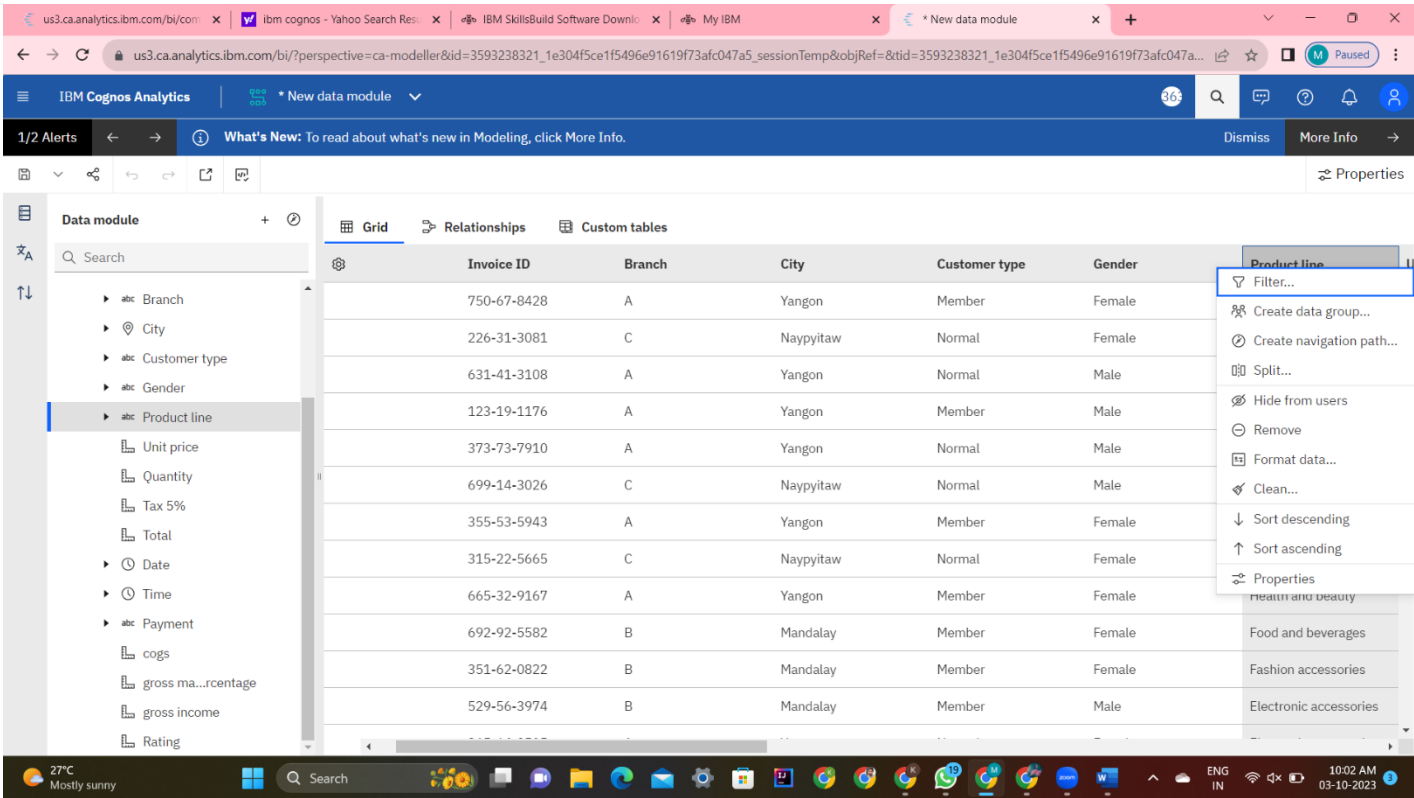 us3.ca.analytics.ibm.com/bi/com
ibm cognos - Yahoo Search Resu
IBM SkillsBuild Software Downlo
My IBM
* New data module
us3.ca.analytics.ibm.com/bi/?perspective=ca-modeller&id=3593238321_1e304f5ce1f5496e91619f73afc047a5_sessionTemp&objRef=&tid=3593238321_1e304f5ce1f5496e91619f73afc047a...
M Paused
IBM Cognos Analytics
* New data module
363
1/2 Alerts
What's New: To read about what's new in Modeling, click More Info.
Dismiss
More Info
Properties
Data module
Search
Branch
City
Customer type
Gender
Product line
Unit price
Quantity
Tax 5%
Total
Date
Time
Payment
cogs
gross ma...rcentage
gross income
Rating
Grid Relationships Custom tables
Invoice ID Branch City Customer type Gender Product line U
750-67-8428 A Yangon Member Female
226-31-3081 C Naypyitaw Normal Female
631-41-3108 A Yangon Normal Male
123-19-1176 A Yangon Member Male
373-73-7910 A Yangon Normal Male
699-14-3026 C Naypyitaw Normal Male
355-53-5943 A Yangon Member Female
315-22-5665 C Naypyitaw Normal Female
665-32-9167 A Yangon Member Female Health and beauty
692-92-5582 B Mandalay Member Female Food and beverages
351-62-0822 B Mandalay Member Female Fashion accessories
529-56-3974 B Mandalay Member Male Electronic accessories
Filter...
Create data group...
Create navigation path...
Split...
Hide from users
Remove
Format data...
Clean...
Sort descending
Sort ascending
Properties
27°C
Mostly sunny
Search
19
zoom
ENG
IN
10:02 AM
03-10-2023
3